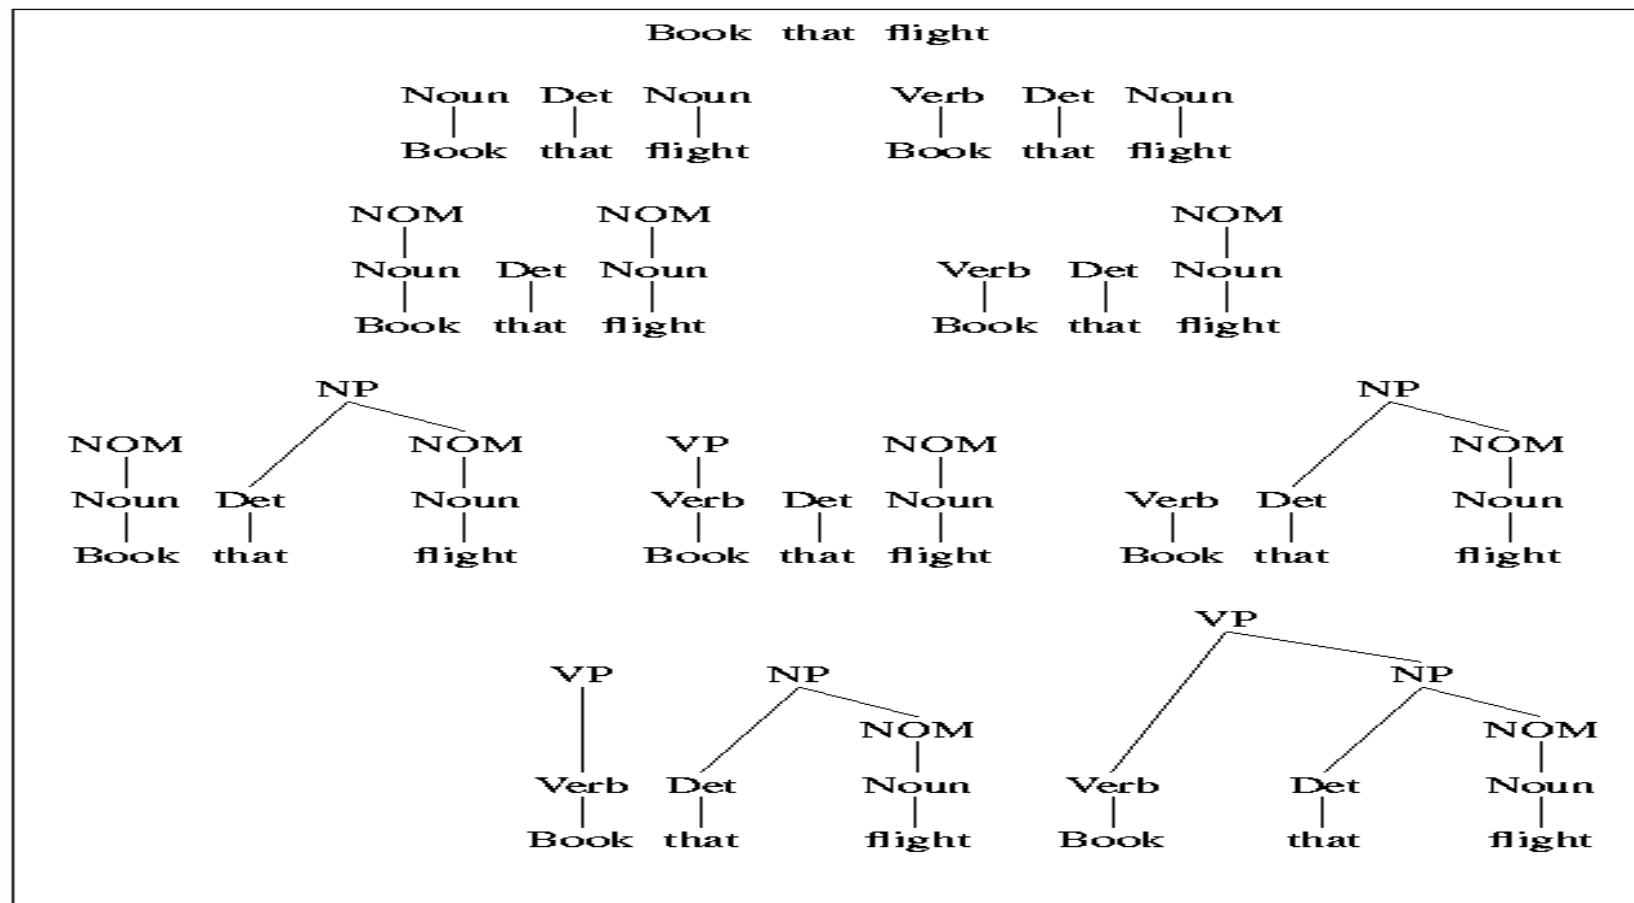 Book that flight
Noun Det Noun Verb Det Noun
Book that flight Book that flight
NOM NOM NOM
Noun Det Noun Verb Det Noun
Book that flight Book that flight
NP NP
NOM NOM VP NOM NOM
Noun Det Noun Verb Det Noun Verb Det Noun
Book that flight Book that flight Book that flight
VP
VP NP NP
NOM NOM
Verb Det Noun Verb Det Noun
Book that flight Book that flight